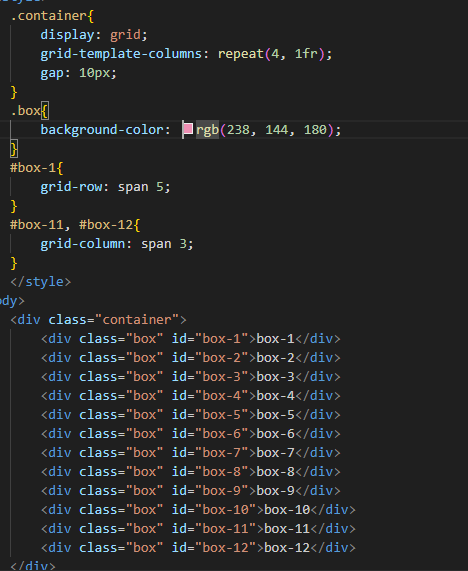 .container{
display: grid;
grid-template-columns: repeat(4, 1fr);
gap: 10px;
}
.box{
background-color: rgb(238, 144, 180);
}
#box-1{
grid-row: span 5;
}
#box-11, #box-12{
grid-column: span 3;
}
</style>
ody>
<div class="container">
<div class="box" id="box-1">box-1</div>
<div class="box" id="box-2">box-2</div>
<div class="box" id="box-3">box-3</div>
<div class="box" id="box-4">box-4</div>
<div class="box" id="box-5">box-5</div>
<div class="box" id="box-6">box-6</div>
<div class="box" id="box-7">box-7</div>
<div class="box" id="box-8">box-8</div>
<div class="box" id="box-9">box-9</div>
<div class="box" id="box-10">box-10</div>
<div class="box" id="box-11">box-11</div>
<div class="box" id="box-12">box-12</div>
</div>